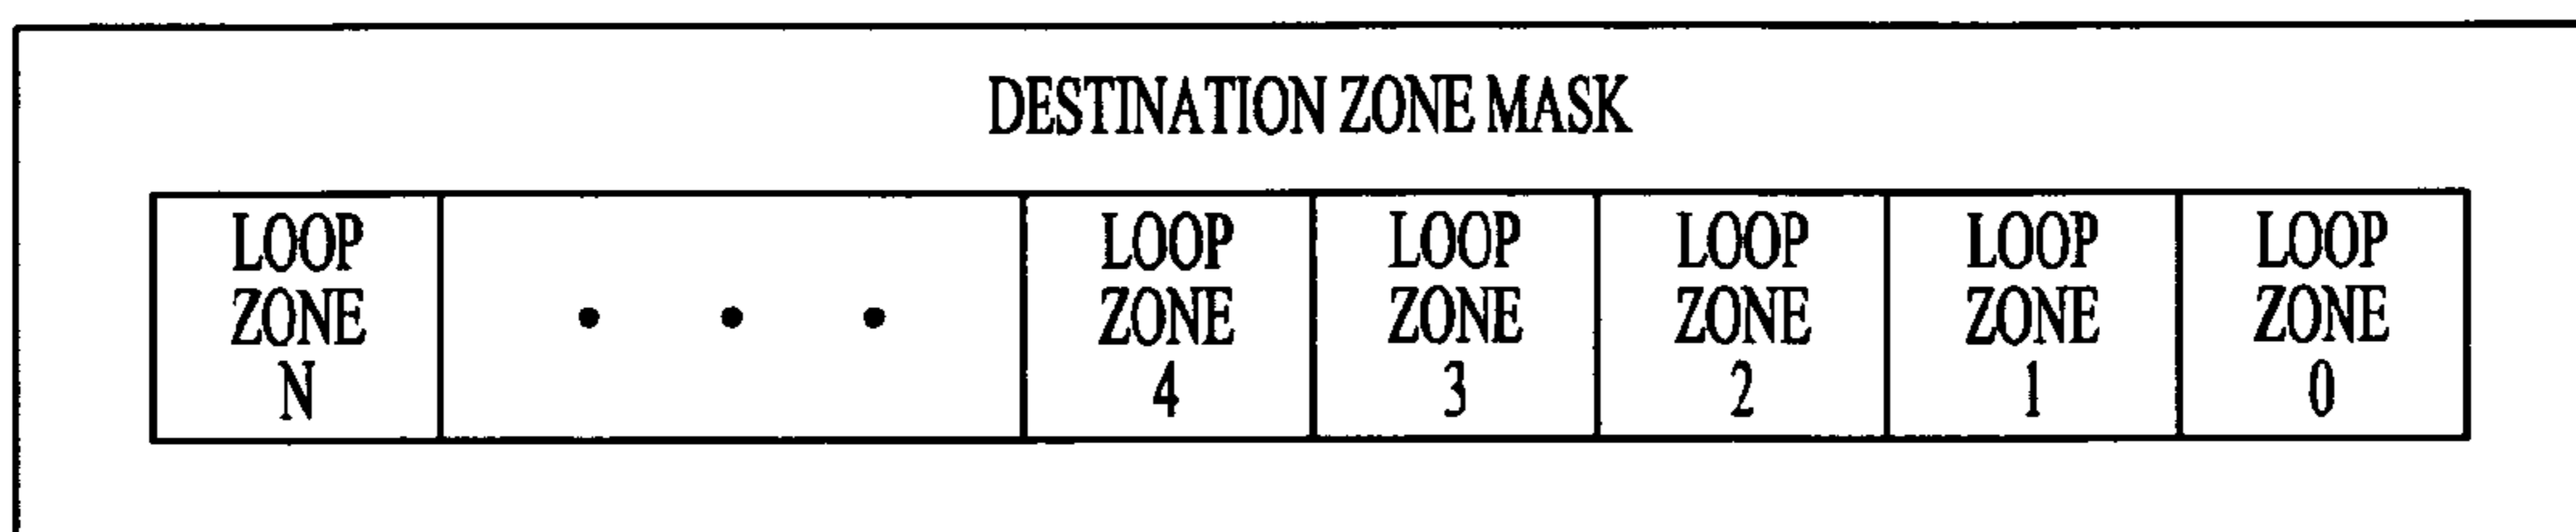 DESTINATION ZONE MASK
LOOP ZONE N
• • •
LOOP ZONE 4
LOOP ZONE 3
LOOP ZONE 2
LOOP ZONE 1
LOOP ZONE 0